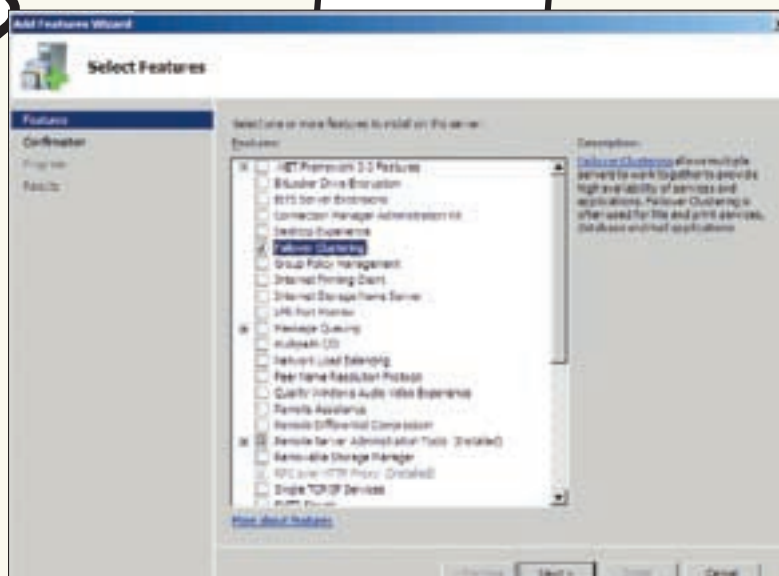 Add Features Wizard
Select Features
Features
Confirmation
Progress
Results
Select one or more features to install on this server.
Features:
.NET Framework 3.0 Features
BitLocker Drive Encryption
BITS Server Extensions
Connection Manager Administration Kit
Desktop Experience
Failover Clustering
Group Policy Management
Internet Printing Client
Internet Storage Name Server
LPR Port Monitor
Message Queuing
Multipath I/O
Network Load Balancing
Peer Name Resolution Protocol
Quality Windows Audio Video Experience
Remote Assistance
Remote Differential Compression
Remote Server Administration Tools (Installed)
Removable Storage Manager
RPC over HTTP Proxy (Installed)
Simple TCP/IP Services
More about features
Description:
Failover Clustering allows multiple
servers to work together to provide
high availability of services and
applications. Failover Clustering is
often used for file and print services,
database and mail applications.
< Previous
Next >
Install
Cancel